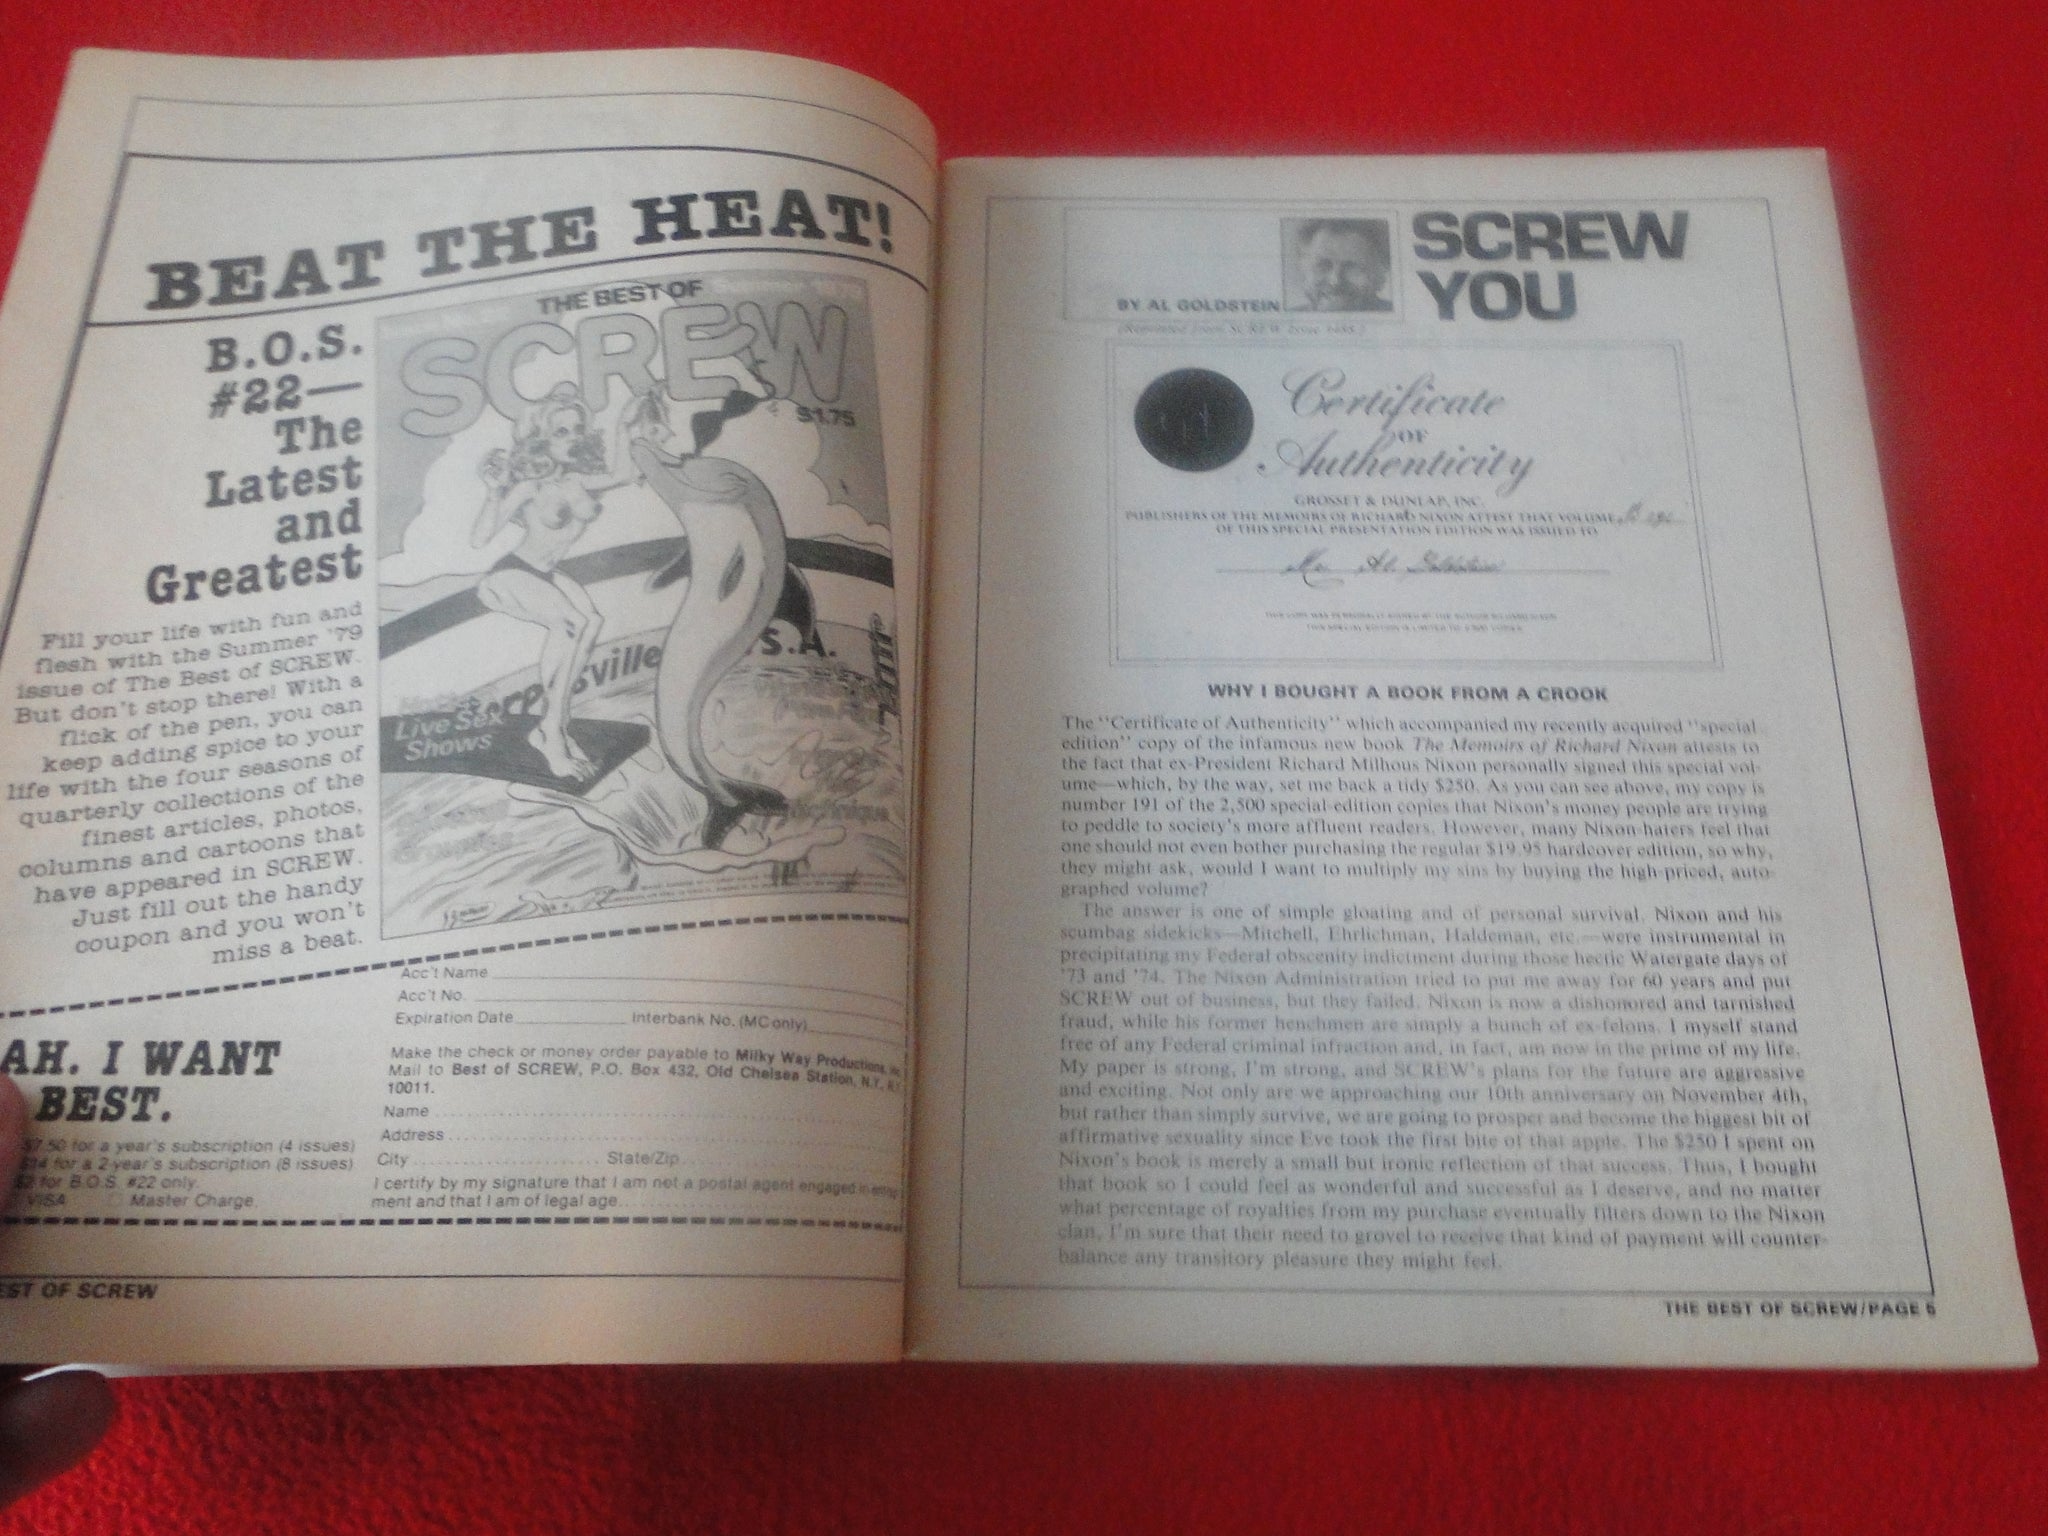 BEAT THE HEAT!
B.O.S.
#22—
The
Latest
and
Greatest
Fill your life with fun and
flesh with the Summer '79
issue of The Best of SCREW.
But don't stop there! With a
flick of the pen, you can
keep adding spice to your
life with the four seasons of
quarterly collections of the
finest articles, photos,
columns and cartoons that
have appeared in SCREW.
Just fill out the handy
coupon and you won't
miss a beat.
THE BEST OF
SCREW
$1.75
Live Sex
Shows
AH. I WANT
BEST.
$7.50 for a year's subscription (4 issues)
$14 for a 2-year's subscription (8 issues)
for B.O.S. #22 only.
VISA Master Charge.
Acc't Name
Acc't No.
Expiration Date Interbank No. (MC only)
Make the check or money order payable to Milky Way Productions,
Mail to Best of SCREW, P.O. Box 432, Old Chelsea Station, N.Y.,
10011.
Name
Address
City State/Zip
I certify by my signature that I am not a postal agent engaged in
ment and that I am of legal age
EST OF SCREW
SCREW
YOU
BY AL GOLDSTEIN
Certificate
OF
Authenticity
GROSSET & DUNLAP, INC.
PUBLISHERS OF THE MEMOIRS OF RICHARD NIXON ATTEST THAT VOLUME
OF THIS SPECIAL PRESENTATION EDITION WAS ISSUED TO
Mr. Al Goldstein
WHY I BOUGHT A BOOK FROM A CROOK
The "Certificate of Authenticity" which accompanied my recently acquired "special
edition" copy of the infamous new book The Memoirs of Richard Nixon attests to
the fact that ex-President Richard Milhous Nixon personally signed this special vol-
ume—which, by the way, set me back a tidy $250. As you can see above, my copy is
number 191 of the 2,500 special-edition copies that Nixon's money people are trying
to peddle to society's more affluent readers. However, many Nixon-haters feel that
one should not even bother purchasing the regular $19.95 hardcover edition, so why,
they might ask, would I want to multiply my sins by buying the high-priced, auto-
graphed volume?
The answer is one of simple gloating and of personal survival. Nixon and his
scumbag sidekicks—Mitchell, Ehrlichman, Haldeman, etc.—were instrumental in
precipitating my Federal obscenity indictment during those hectic Watergate days of
'73 and '74. The Nixon Administration tried to put me away for 60 years and put
SCREW out of business, but they failed. Nixon is now a dishonored and tarnished
fraud, while his former henchmen are simply a bunch of ex-felons. I myself stand
free of any Federal criminal infraction and, in fact, am now in the prime of my life.
My paper is strong, I'm strong, and SCREW's plans for the future are aggressive
and exciting. Not only are we approaching our 10th anniversary on November 4th,
but rather than simply survive, we are going to prosper and become the biggest bit of
affirmative sexuality since Eve took the first bite of that apple. The $250 I spent on
Nixon's book is merely a small but ironic reflection of that success. Thus, I bought
that book so I could feel as wonderful and successful as I deserve, and no matter
what percentage of royalties from my purchase eventually filters down to the Nixon
clan, I'm sure that their need to grovel to receive that kind of payment will counter-
balance any transitory pleasure they might feel.
THE BEST OF SCREW/PAGE 5